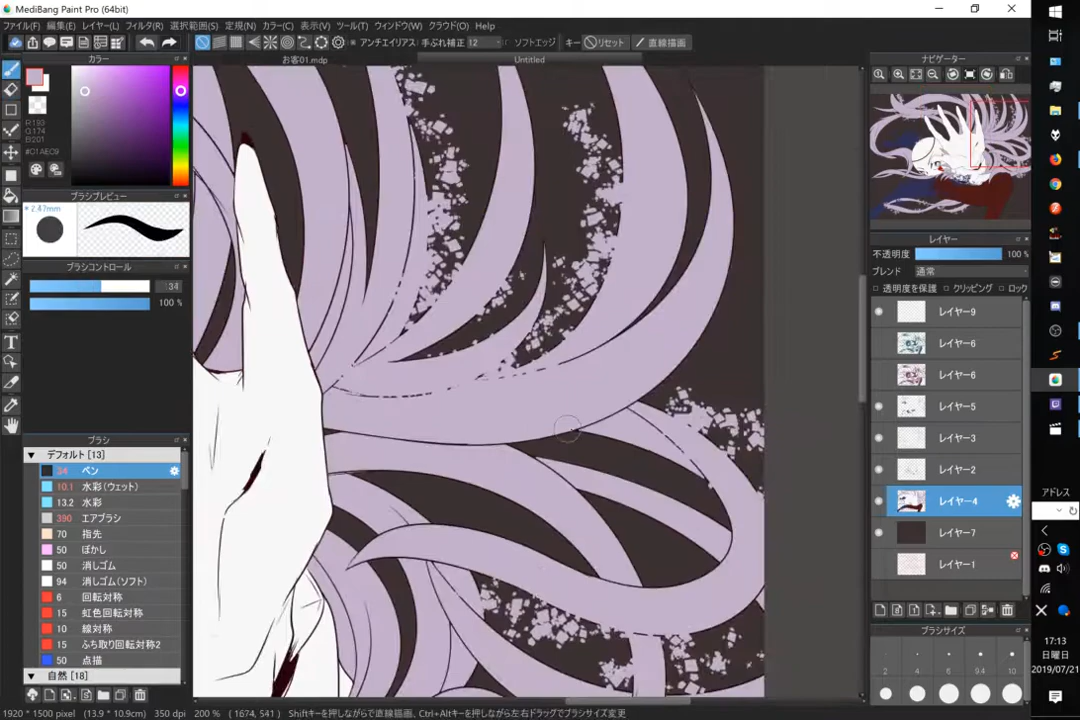 MediBang Paint Pro (64bit)
ファイル(F) 編集(E) レイヤー(L) フィルタ(R) 選択範囲(S) 定規(N) カラー(C) 表示(V) ツール(T) ウィンドウ(W) クラウド(O) Help
アンチエイリアス 手ぶれ補正 12 ソフトエッジ キー リセット 直線描画
カラー
お客01.mdp
Untitled
ナビゲーター
R:193
G:174
B:201
#C1AEC9
ブラシプレビュー
2.47mm
ブラシコントロール
34
100 %
レイヤー
不透明度 100 %
ブレンド 通常
透明度を保護 クリッピング ロック
レイヤー9
レイヤー6
レイヤー6
レイヤー5
レイヤー3
レイヤー2
レイヤー4
レイヤー7
レイヤー1
ブラシ
デフォルト [13]
34 ペン
10.1 水彩(ウェット)
13.2 水彩
390 エアブラシ
70 指先
50 ぼかし
50 消しゴム
94 消しゴム(ソフト)
6 回転対称
15 虹色回転対称
10 線対称
15 ふち取り回転対称2
50 点描
自然 [18]
ブラシサイズ
2 4 6 9.4 10
アドレス
17:13
日曜日
2019/07/21
1920 * 1500 pixel (13.9 * 10.9cm) 350 dpi 200 % ( 1674, 541 ) Shiftキーを押しながらで直線描画、Ctrl+Altキーを押しながら左右ドラッグでブラシサイズ変更